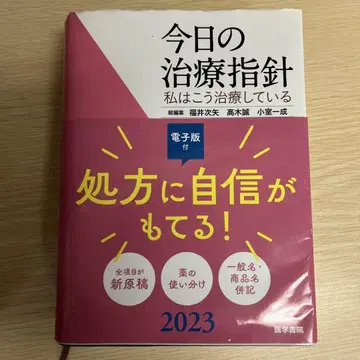 今日の
治療指針
私はこう治療している
総編集 福井次矢 高木誠 小室一成
電子版
付
処方に自信が
もてる！
全項目が
新原稿
薬の
使い分け
一般名・
商品名
併記
2023
医学書院